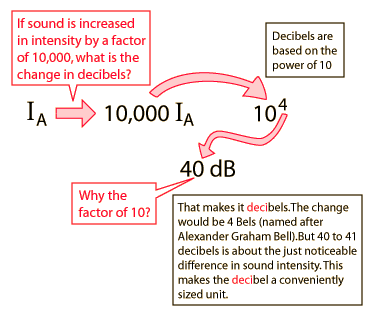 If sound is increased
in intensity by a factor
of 10,000, what is the
change in decibels?
Decibels are
based on the
power of 10
I_A 10,000 I_A 10⁴
40 dB
Why the
factor of 10?
That makes it decibels.The change
would be 4 Bels (named after
Alexander Graham Bell).But 40 to 41
decibels is about the just noticeable
difference in sound intensity.This
makes the decibel a conveniently
sized unit.